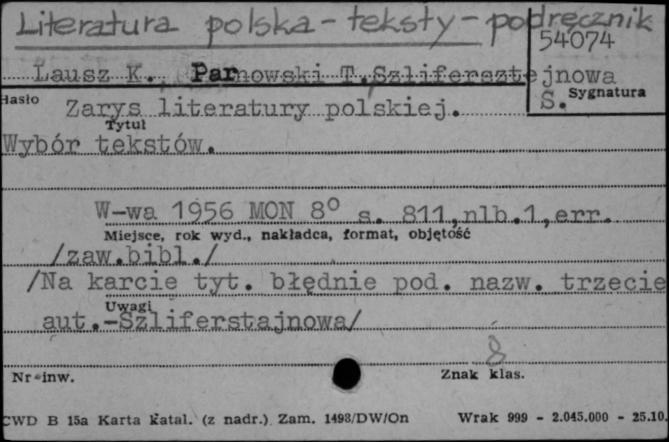 Literatura polska - teksty - podręcznik
54074
Lausz K., Parnowski T., Szlifersztejnowa
S. Sygnatura
Hasło
Zarys literatury polskiej.
Tytuł
Wybór tekstów.
W-wa 1956 MON 8° s. 811,nlb.1,err.
Miejsce, rok wyd., nakładca, format, objętość
/zaw.bibl./
/Na karcie tyt. błędnie pod. nazw. trzecie
Uwagi
aut.-Szliferstajnowa/
8
Nr inw.
Znak klas.
CWD B 15a Karta katal. (z nadr.) Zam. 1493/DW/On Wrak 999 - 2.045.000 - 25.10.